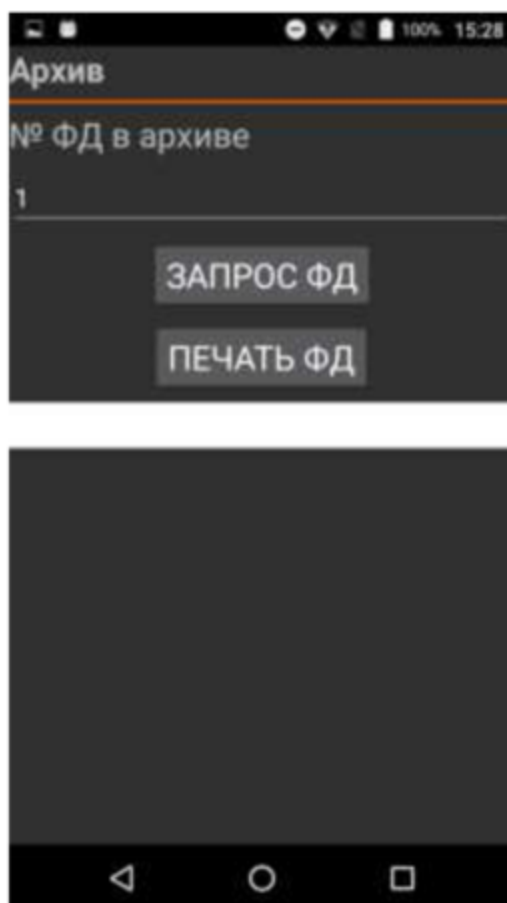 100% 15:28
Архив
№ ФД в архиве
1
ЗАПРОС ФД
ПЕЧАТЬ ФД